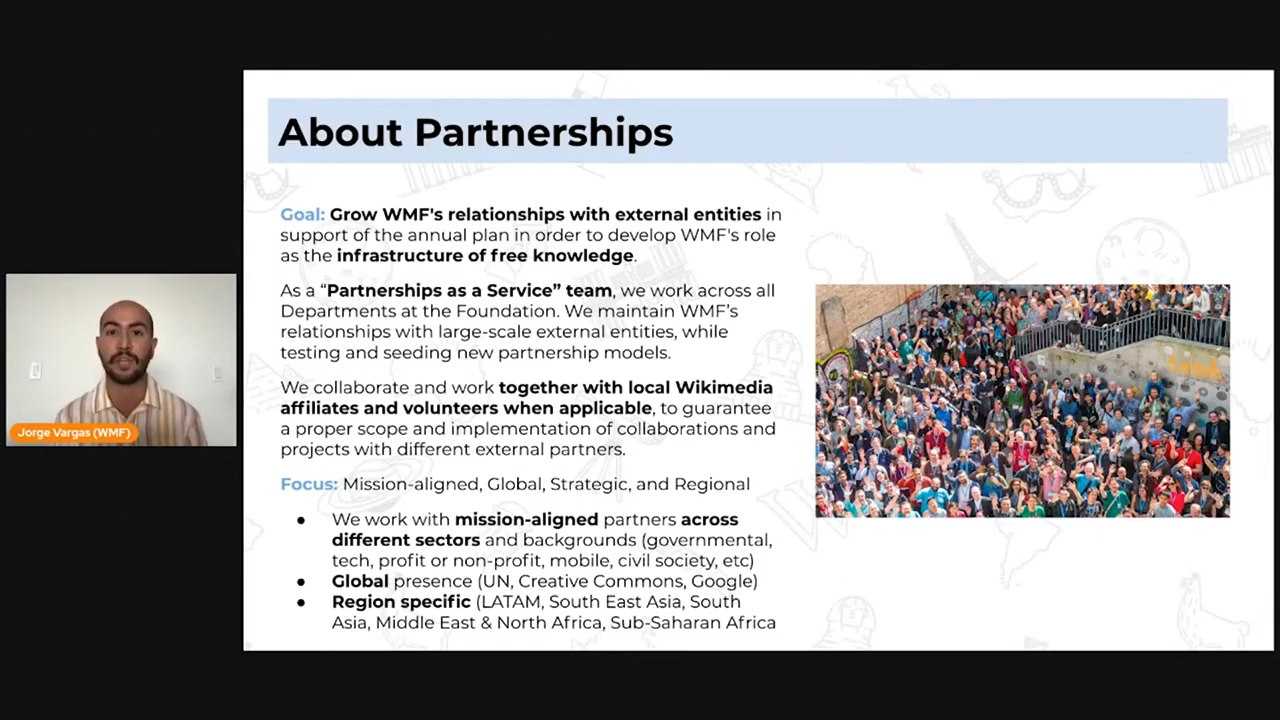 About Partnerships
Goal: Grow WMF's relationships with external entities in
support of the annual plan in order to develop WMF's role
as the infrastructure of free knowledge.
As a “Partnerships as a Service” team, we work across all
Departments at the Foundation. We maintain WMF’s
relationships with large-scale external entities, while
testing and seeding new partnership models.
We collaborate and work together with local Wikimedia
affiliates and volunteers when applicable, to guarantee
a proper scope and implementation of collaborations and
projects with different external partners.
Focus: Mission-aligned, Global, Strategic, and Regional
● We work with mission-aligned partners across
different sectors and backgrounds (governmental,
tech, profit or non-profit, mobile, civil society, etc)
● Global presence (UN, Creative Commons, Google)
● Region specific (LATAM, South East Asia, South
Asia, Middle East & North Africa, Sub-Saharan Africa
Jorge Vargas (WMF)